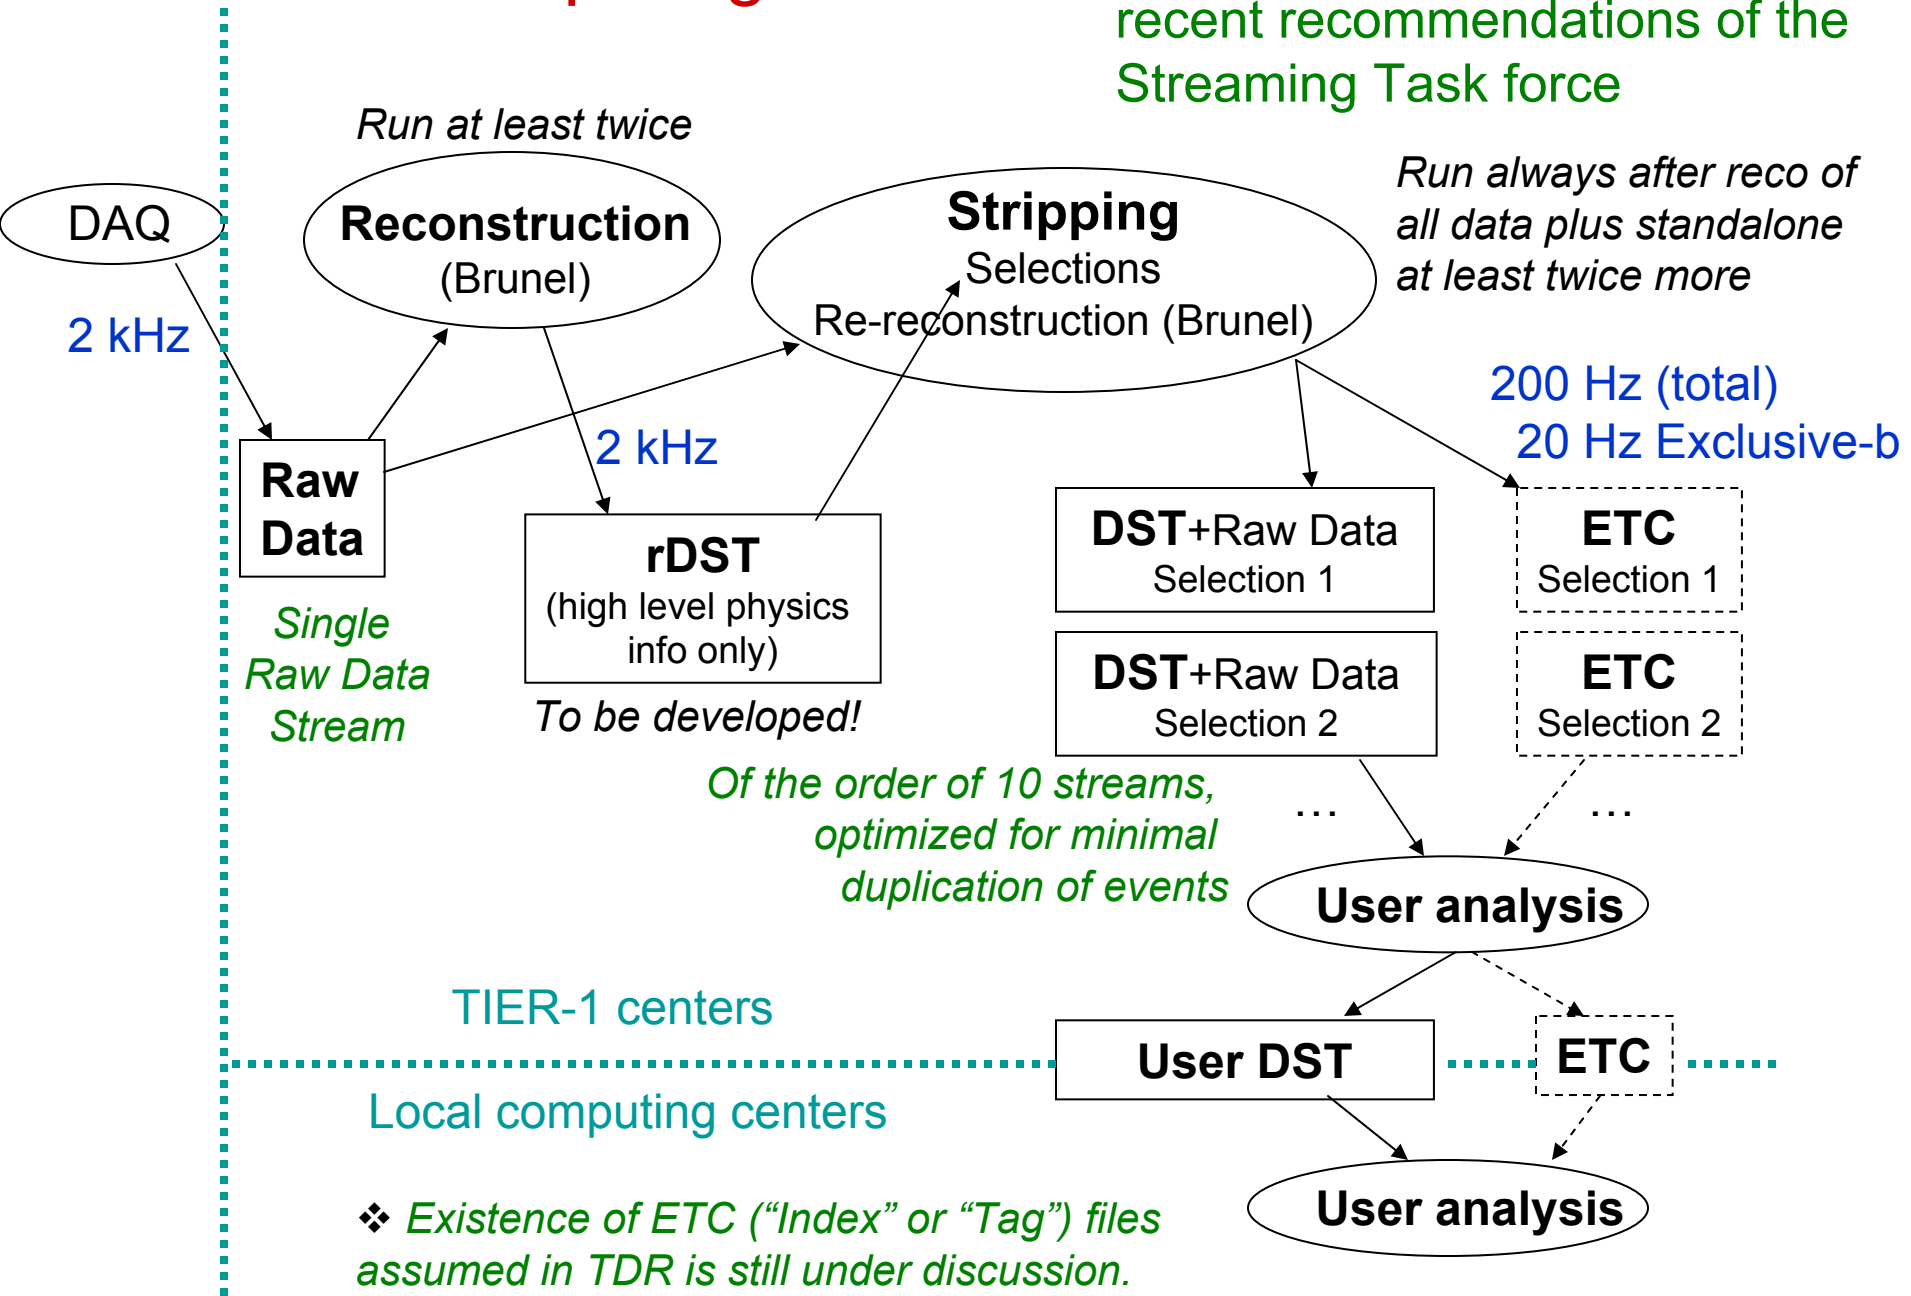 recent recommendations of the
Streaming Task force
Run at least twice
DAQ
Reconstruction
(Brunel)
Stripping
Selections
Re-reconstruction (Brunel)
Run always after reco of
all data plus standalone
at least twice more
2 kHz
2 kHz
200 Hz (total)
20 Hz Exclusive-b
Raw
Data
Single
Raw Data
Stream
rDST
(high level physics
info only)
To be developed!
DST+Raw Data
Selection 1
ETC
Selection 1
DST+Raw Data
Selection 2
ETC
Selection 2
Of the order of 10 streams,
optimized for minimal
duplication of events
...
...
User analysis
TIER-1 centers
User DST
ETC
Local computing centers
User analysis
❖ Existence of ETC (“Index” or “Tag”) files
assumed in TDR is still under discussion.